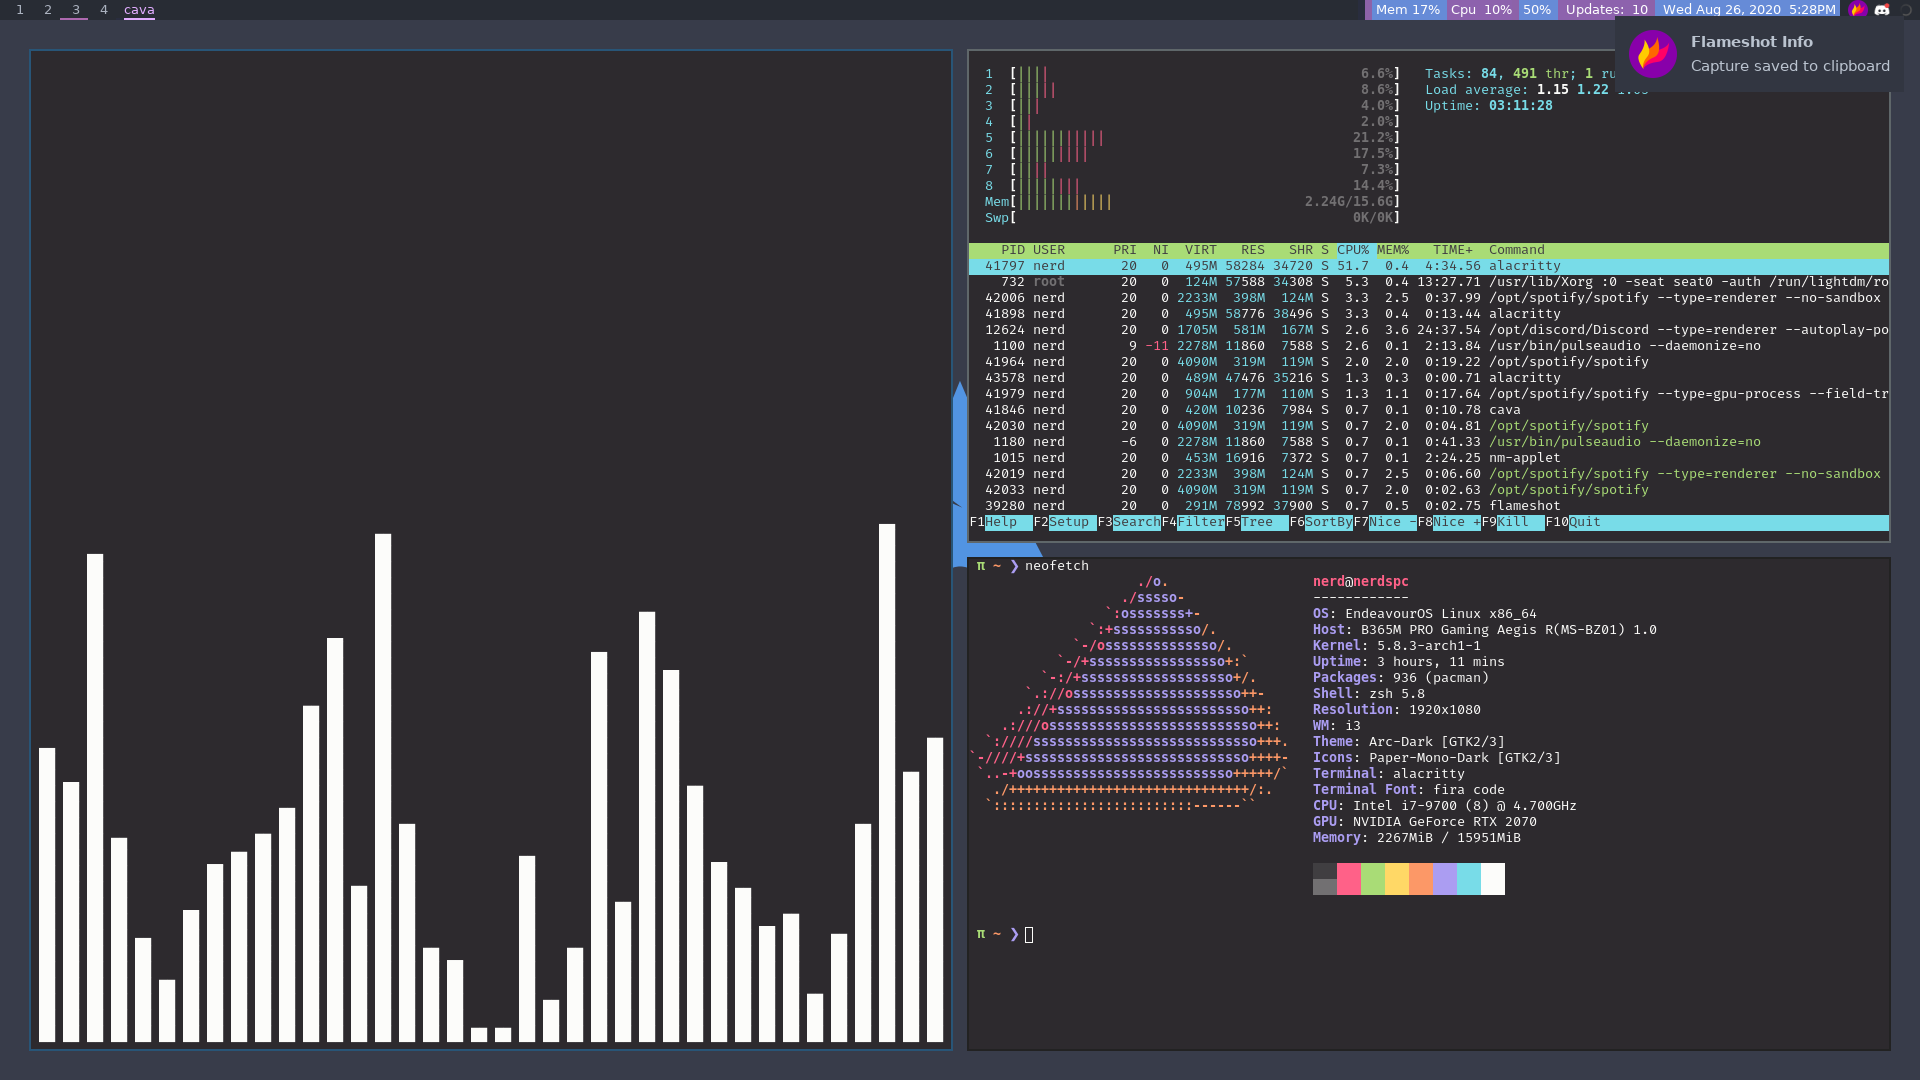 1 2 3 4 cava
Mem 17% Cpu 10% 50% Updates: 10 Wed Aug 26, 2020 5:28PM
Flameshot Info
Capture saved to clipboard
1 [|||| 6.6%] Tasks: 84, 491 thr; 1 ru
2 [||||| 8.6%] Load average: 1.15 1.22
3 [||| 4.0%] Uptime: 03:11:28
4 [|| 2.0%]
5 [||||||||||| 21.2%]
6 [||||||||| 17.5%]
7 [|||| 7.3%]
8 [|||||||| 14.4%]
Mem[|||||||||||| 2.24G/15.6G]
Swp[ 0K/0K]
PID USER PRI NI VIRT RES SHR S CPU% MEM% TIME+ Command
41797 nerd 20 0 495M 58284 34720 S 51.7 0.4 4:34.56 alacritty
732 root 20 0 124M 57588 34308 S 5.3 0.4 13:27.71 /usr/lib/Xorg :0 -seat seat0 -auth /run/lightdm/ro
42006 nerd 20 0 2233M 398M 124M S 3.3 2.5 0:37.99 /opt/spotify/spotify --type=renderer --no-sandbox
41898 nerd 20 0 495M 58776 38496 S 3.3 0.4 0:13.44 alacritty
12624 nerd 20 0 1705M 581M 167M S 2.6 3.6 24:37.54 /opt/discord/Discord --type=renderer --autoplay-po
1100 nerd 9 -11 2278M 11860 7588 S 2.6 0.1 2:13.84 /usr/bin/pulseaudio --daemonize=no
41964 nerd 20 0 4090M 319M 119M S 2.0 2.0 0:19.22 /opt/spotify/spotify
43578 nerd 20 0 489M 47476 35216 S 1.3 0.3 0:00.71 alacritty
41979 nerd 20 0 904M 177M 110M S 1.3 1.1 0:17.64 /opt/spotify/spotify --type=gpu-process --field-tr
41846 nerd 20 0 420M 10236 7984 S 0.7 0.1 0:10.78 cava
42030 nerd 20 0 4090M 319M 119M S 0.7 2.0 0:04.81 /opt/spotify/spotify
1180 nerd -6 0 2278M 11860 7588 S 0.7 0.1 0:41.33 /usr/bin/pulseaudio --daemonize=no
1015 nerd 20 0 453M 16916 7372 S 0.7 0.1 2:24.25 nm-applet
42019 nerd 20 0 2233M 398M 124M S 0.7 2.5 0:06.60 /opt/spotify/spotify --type=renderer --no-sandbox
42033 nerd 20 0 4090M 319M 119M S 0.7 2.0 0:02.63 /opt/spotify/spotify
39280 nerd 20 0 291M 78992 37900 S 0.7 0.5 0:02.75 flameshot
F1Help F2Setup F3SearchF4FilterF5Tree F6SortByF7Nice -F8Nice +F9Kill F10Quit
π ~ ❯ neofetch
./o.
./sssso-
`:osssssss+-
`:+sssssssssso/.
`-/ossssssssssssso/.
`-/+sssssssssssssssso+:`
`-:/+sssssssssssssssssso+/.
`.://osssssssssssssssssssso++-
.://+ssssssssssssssssssssssso++:
.:///ossssssssssssssssssssssssso++:
`:////ssssssssssssssssssssssssssso+++.
`-////+ssssssssssssssssssssssssssso++++-
`..-+oosssssssssssssssssssssssso+++++/`
./++++++++++++++++++++++++++++++/:.
`:::::::::::::::::::::::::------``
nerd@nerdspc
------------
OS: EndeavourOS Linux x86_64
Host: B365M PRO Gaming Aegis R(MS-BZ01) 1.0
Kernel: 5.8.3-arch1-1
Uptime: 3 hours, 11 mins
Packages: 936 (pacman)
Shell: zsh 5.8
Resolution: 1920x1080
WM: i3
Theme: Arc-Dark [GTK2/3]
Icons: Paper-Mono-Dark [GTK2/3]
Terminal: alacritty
Terminal Font: fira code
CPU: Intel i7-9700 (8) @ 4.700GHz
GPU: NVIDIA GeForce RTX 2070
Memory: 2267MiB / 15951MiB
π ~ ❯